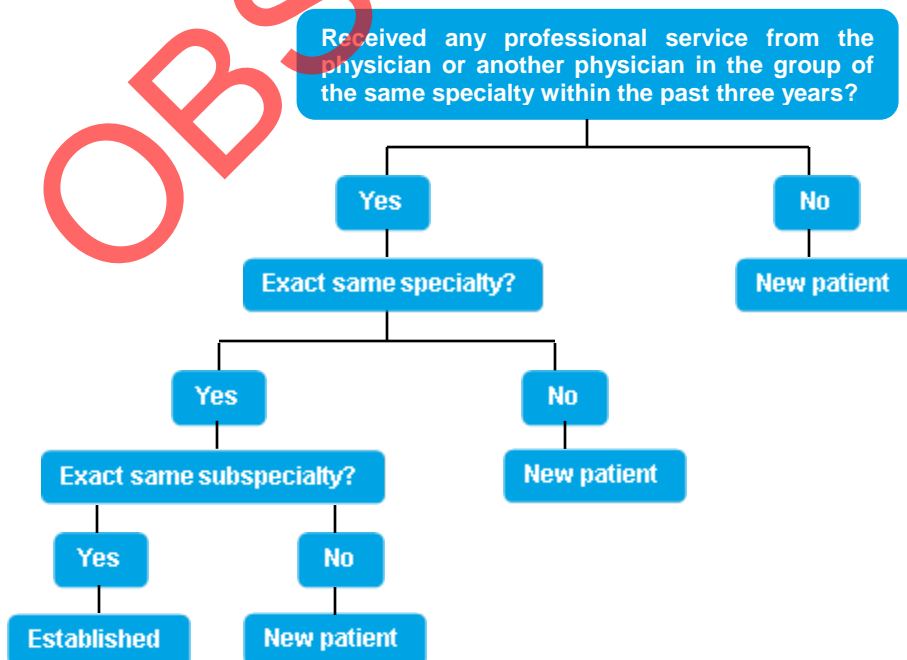 OBS
Received any professional service from the
physician or another physician in the group of
the same specialty within the past three years?
Yes
No
Exact same specialty?
New patient
Yes
No
Exact same subspecialty?
New patient
Yes
No
Established
New patient